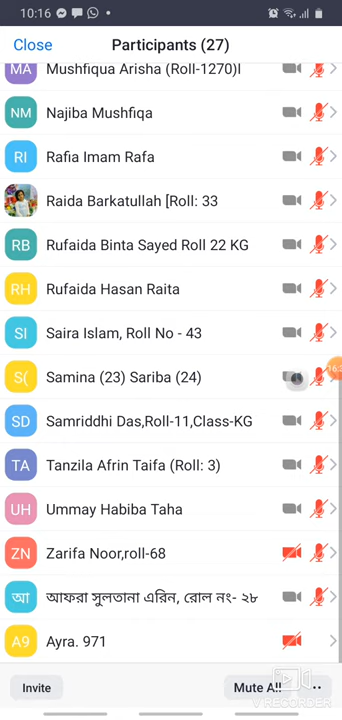 10:16
Close Participants (27)
MA Mushfiqua Arisha (Roll-1270)I
NM Najiba Mushfiqa
RI Rafia Imam Rafa
Raida Barkatullah [Roll: 33
RB Rufaida Binta Sayed Roll 22 KG
RH Rufaida Hasan Raita
SI Saira Islam, Roll No - 43
S( Samina (23) Sariba (24)
SD Samriddhi Das,Roll-11,Class-KG
TA Tanzila Afrin Taifa (Roll: 3)
UH Ummay Habiba Taha
ZN Zarifa Noor,roll-68
আ আফরা সুলতানা এরিন, রোল নং- ২৮
A9 Ayra. 971
Invite Mute All
V RECORDER